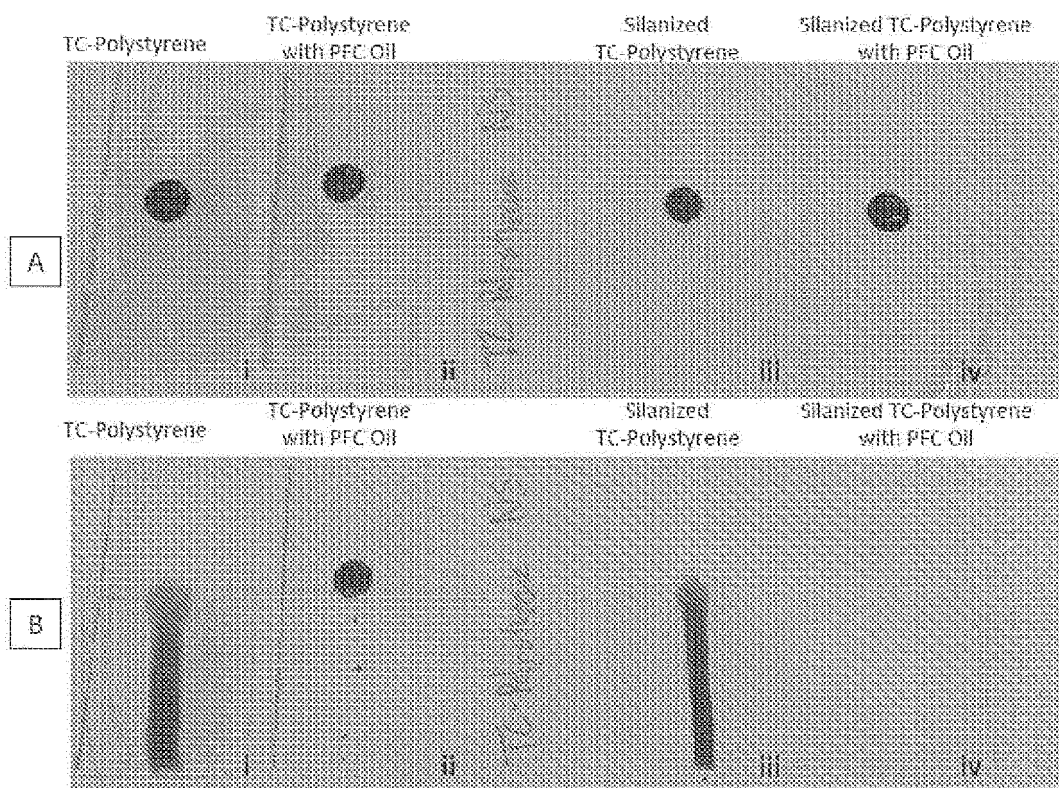 TC-Polystyrene
TC-Polystyrene
with PFC Oil
Silanized
TC-Polystyrene
Silanized TC-Polystyrene
with PFC Oil
A
i
ii
iii
iv
TC-Polystyrene
TC-Polystyrene
with PFC Oil
Silanized
TC-Polystyrene
Silanized TC-Polystyrene
with PFC Oil
B
i
ii
iii
iv